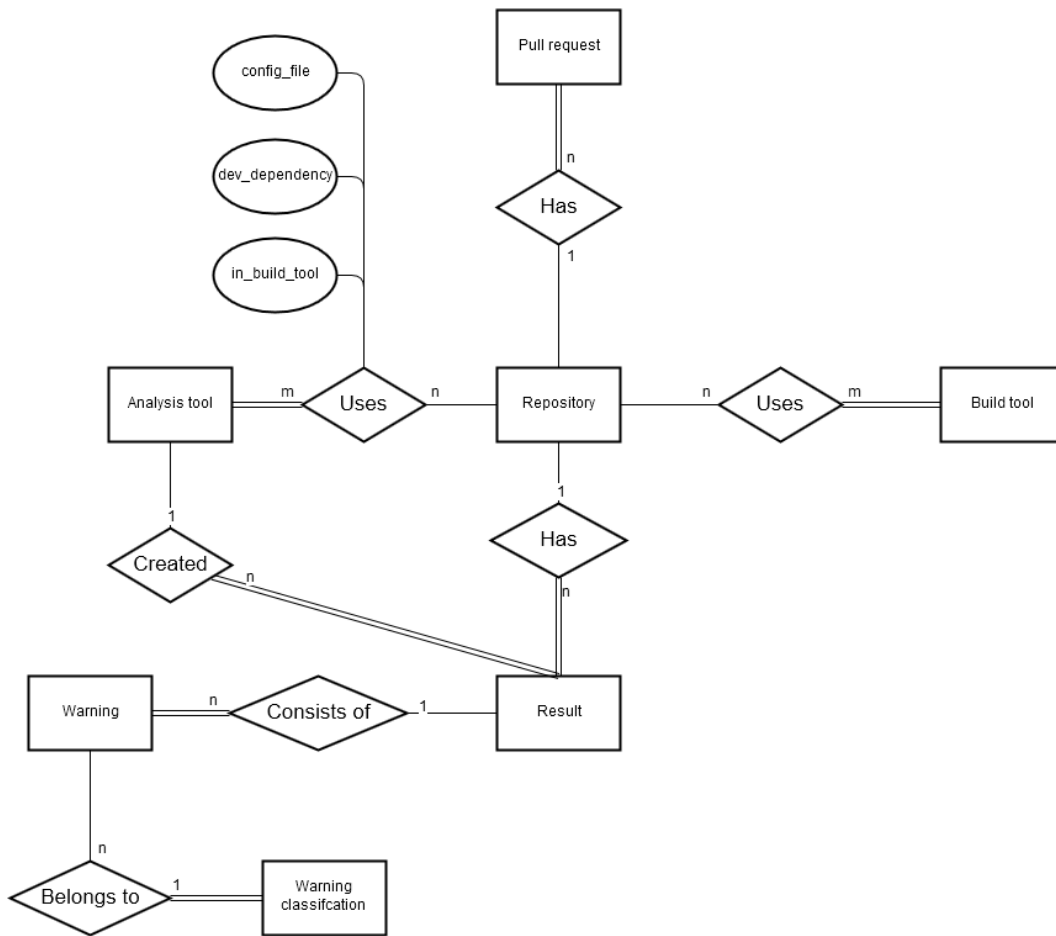 Pull request
config_file
dev_dependency
n
Has
in_build_tool
1
Analysis tool
m
Uses
n
Repository
n
Uses
m
Build tool
1
1
Created
n
Has
n
Warning
n
Consists of
1
Result
n
Belongs to
1
Warning
classifcation